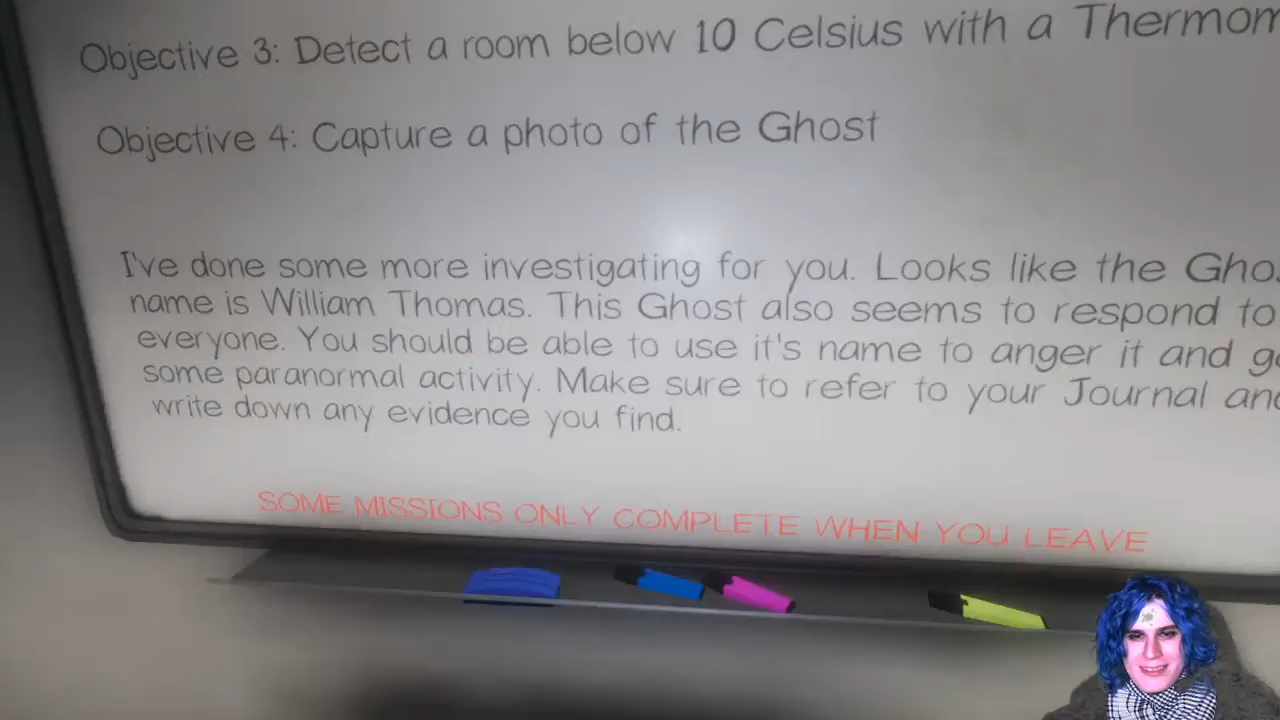 Objective 3: Detect a room below 10 Celsius with a
Objective 4: Capture a photo of the Ghost
I've done some more investigating for you. Looks like the
name is William Thomas. This Ghost also seems to respond to
everyone. You should be able to use it's name to anger it and
some paranormal activity. Make sure to refer to your Journal
write down any evidence you find.
SOME MISSIONS ONLY COMPLETE WHEN YOU LEAVE